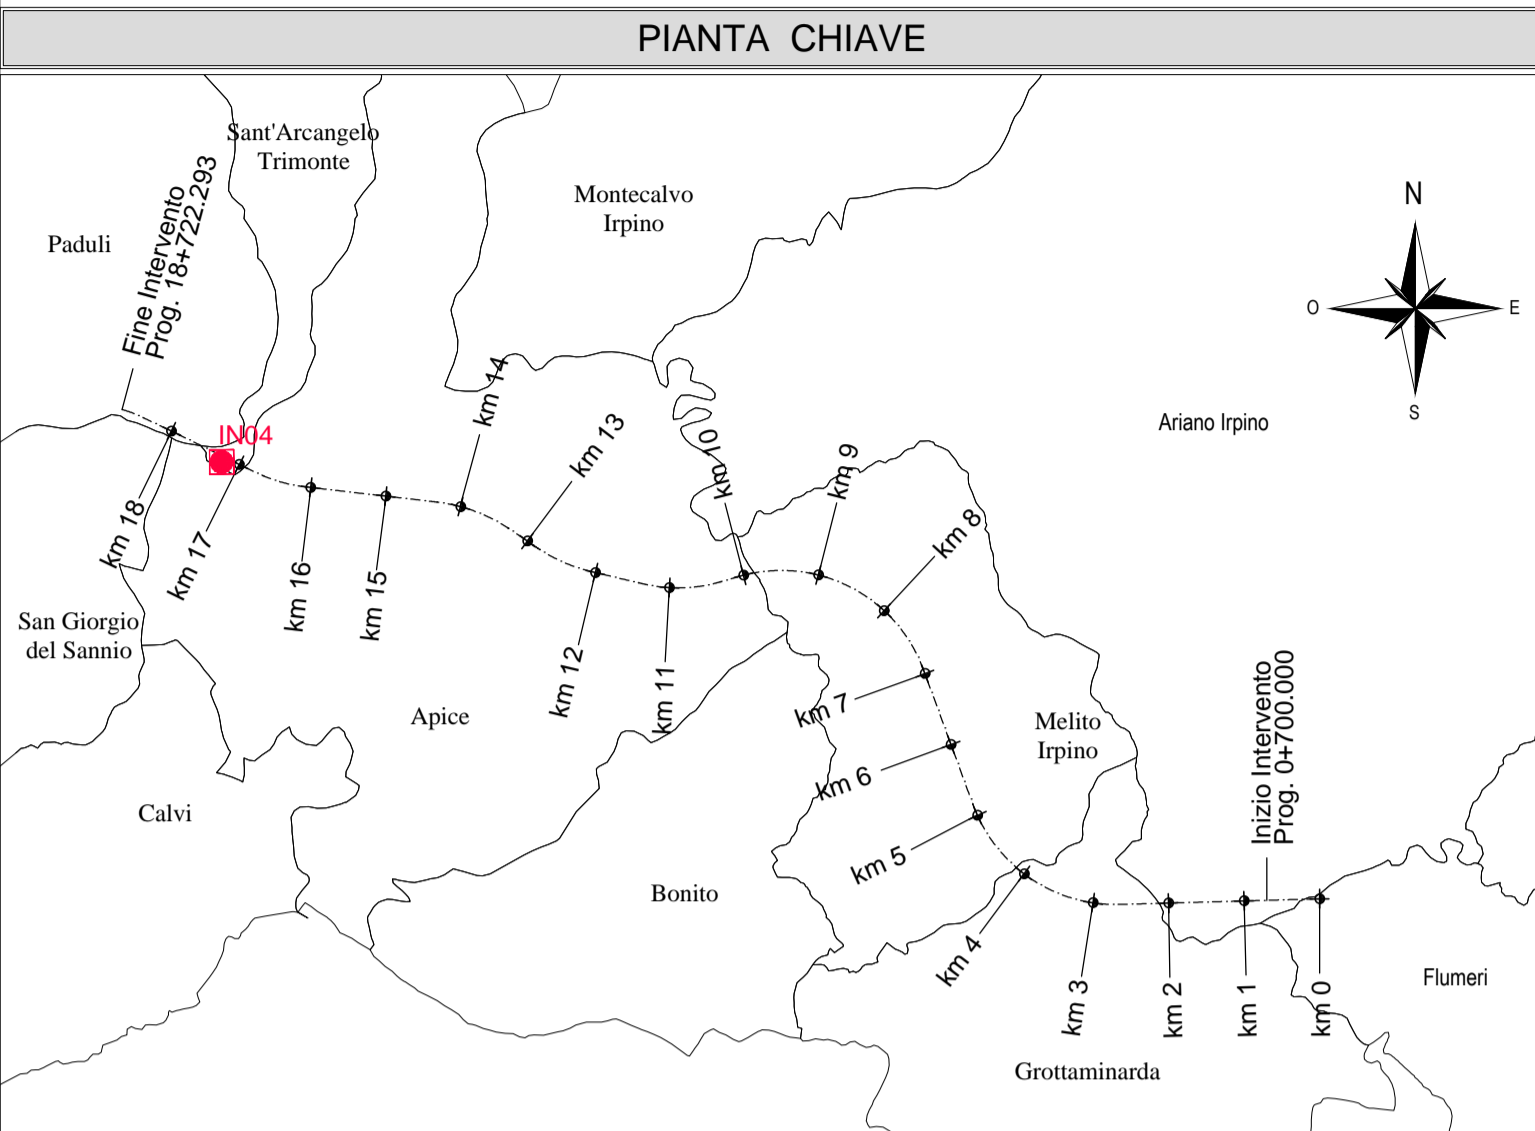 PIANTA CHIAVE
Sant'Arcangelo
Trimonte
Montecalvo
Irpino
Paduli
Fine Intervento
Prog. 18+722.293
N
O
E
S
Ariano Irpino
IN04
km 18
km 17
km 16
km 15
km 14
km 13
km 12
km 11
km 10
km 9
km 8
km 7
km 6
km 5
km 4
km 3
km 2
km 1
km 0
San Giorgio
del Sannio
Apice
Melito
Irpino
Inizio Intervento
Prog. 0+700.000
Calvi
Bonito
Flumeri
Grottaminarda